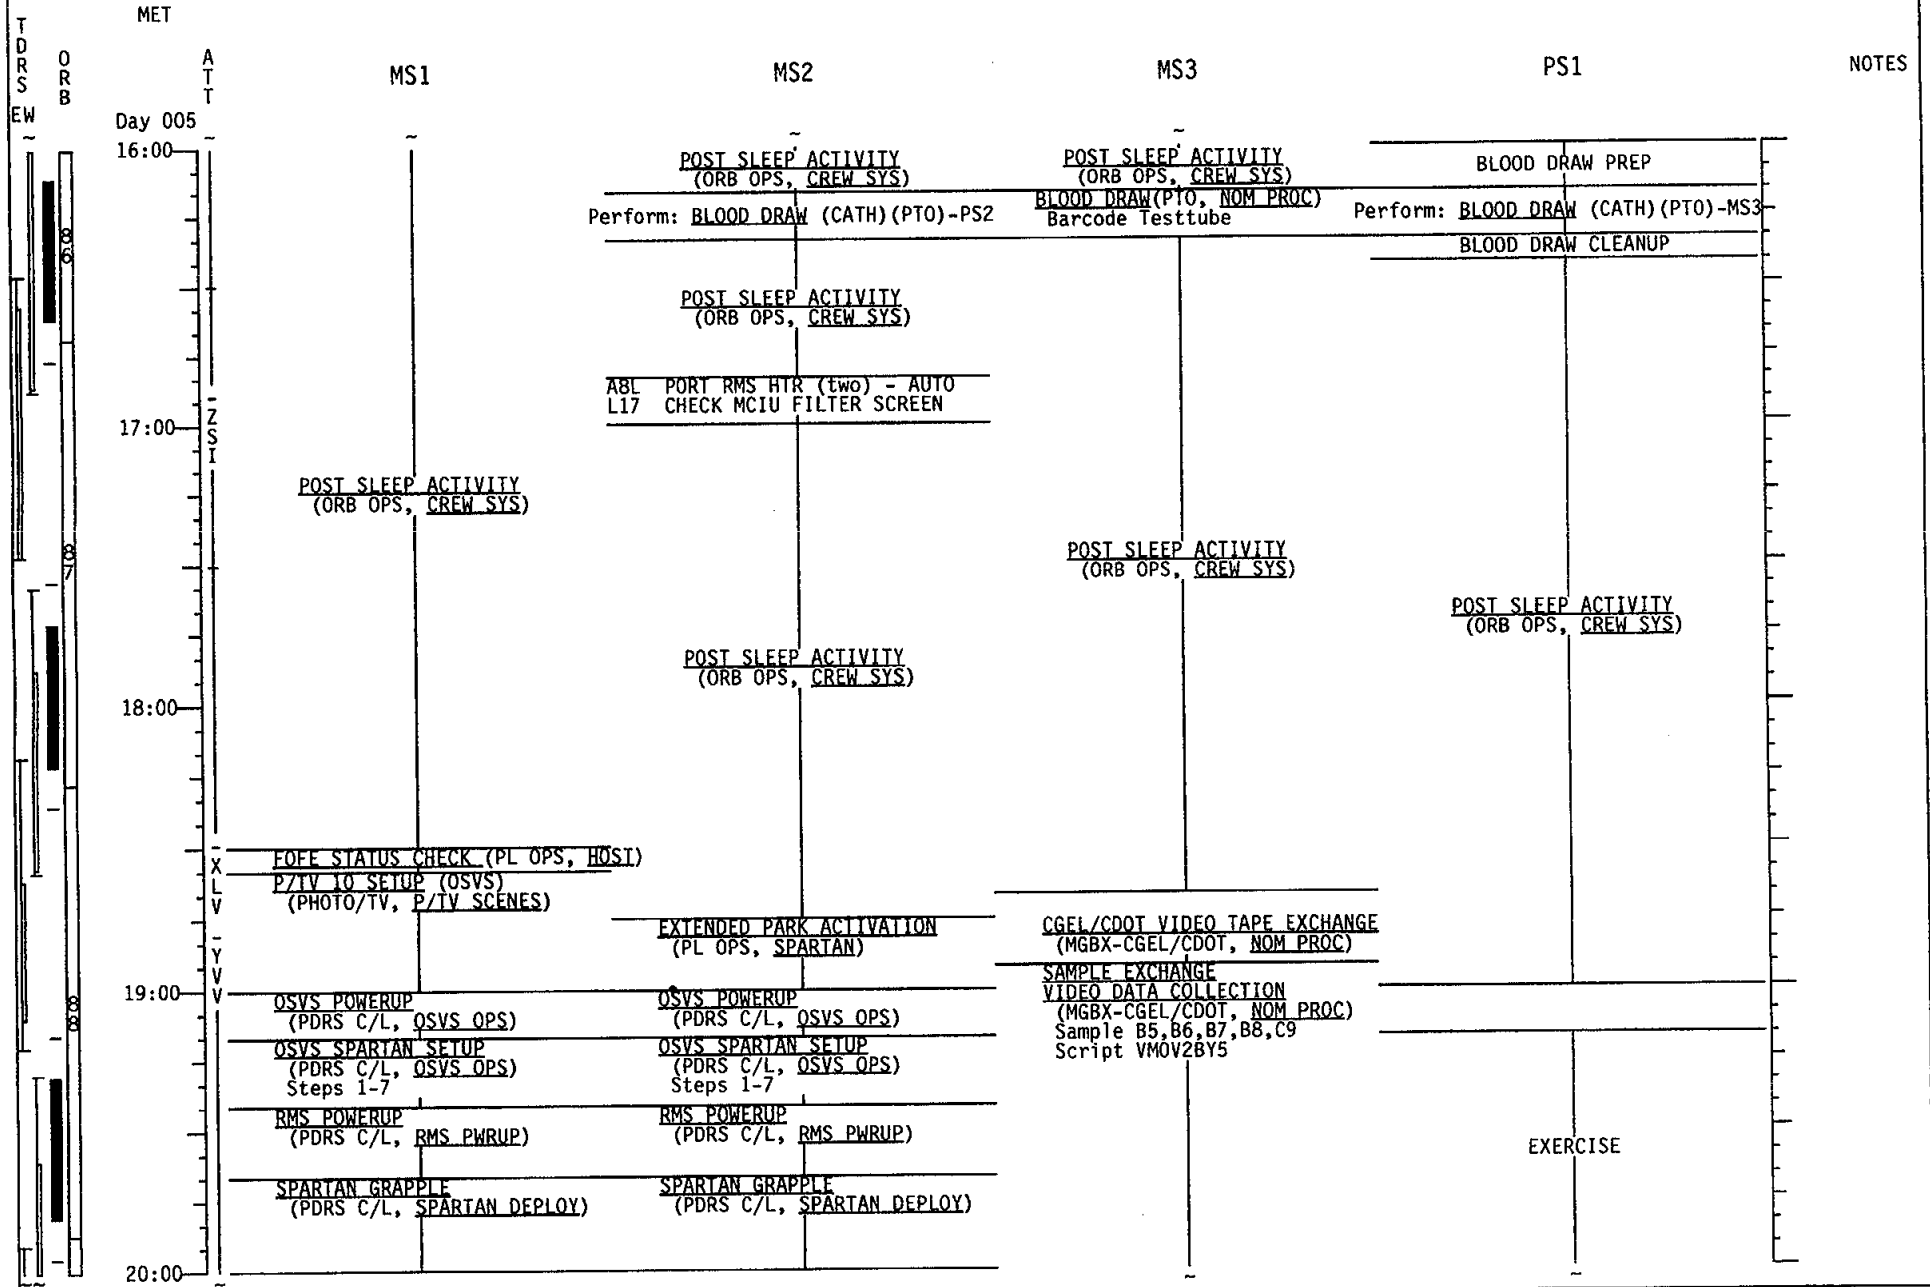 MET
TDRS
EW
ORB
ATT
MS1
MS2
MS3
PS1
NOTES
Day 005
16:00
POST SLEEP ACTIVITY
(ORB OPS, CREW SYS)
POST SLEEP ACTIVITY
(ORB OPS, CREW SYS)
BLOOD DRAW PREP
Perform: BLOOD DRAW (CATH)(PTO)-PS2
BLOOD DRAW(PTO, NOM PROC)
Barcode Testtube
Perform: BLOOD DRAW (CATH)(PTO)-MS3
BLOOD DRAW CLEANUP
86
POST SLEEP ACTIVITY
(ORB OPS, CREW SYS)
A8L PORT RMS HTR (two) - AUTO
L17 CHECK MCIU FILTER SCREEN
17:00
ZSI
POST SLEEP ACTIVITY
(ORB OPS, CREW SYS)
POST SLEEP ACTIVITY
(ORB OPS, CREW SYS)
87
POST SLEEP ACTIVITY
(ORB OPS, CREW SYS)
POST SLEEP ACTIVITY
(ORB OPS, CREW SYS)
18:00
XLV
FOFE STATUS CHECK (PL OPS, HOST)
P/TV 10 SETUP (OSVS)
(PHOTO/TV, P/TV SCENES)
EXTENDED PARK ACTIVATION
(PL OPS, SPARTAN)
CGEL/CDOT VIDEO TAPE EXCHANGE
(MGBX-CGEL/CDOT, NOM PROC)
YVV
SAMPLE EXCHANGE
VIDEO DATA COLLECTION
(MGBX-CGEL/CDOT, NOM PROC)
Sample B5,B6,B7,B8,C9
Script VMOV2BY5
19:00
88
OSVS POWERUP
(PDRS C/L, OSVS OPS)
OSVS SPARTAN SETUP
(PDRS C/L, OSVS OPS)
Steps 1-7
RMS POWERUP
(PDRS C/L, RMS PWRUP)
SPARTAN GRAPPLE
(PDRS C/L, SPARTAN DEPLOY)
OSVS POWERUP
(PDRS C/L, OSVS OPS)
OSVS SPARTAN SETUP
(PDRS C/L, OSVS OPS)
Steps 1-7
RMS POWERUP
(PDRS C/L, RMS PWRUP)
SPARTAN GRAPPLE
(PDRS C/L, SPARTAN DEPLOY)
EXERCISE
20:00